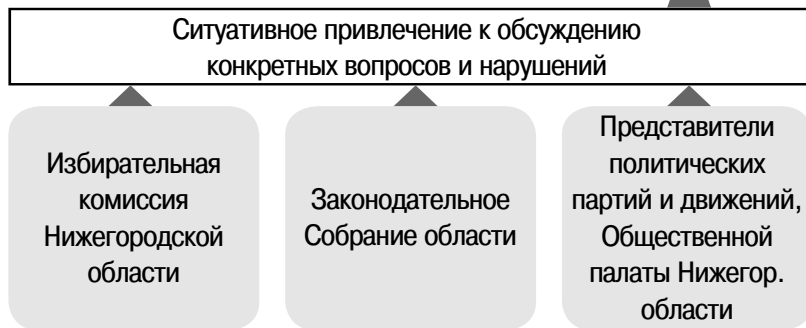 Ситуативное привлечение к обсуждению
конкретных вопросов и нарушений
Избирательная
комиссия
Нижегородской
области
Законодательное
Собрание области
Представители
политических
партий и движений,
Общественной
палаты Нижегор.
области